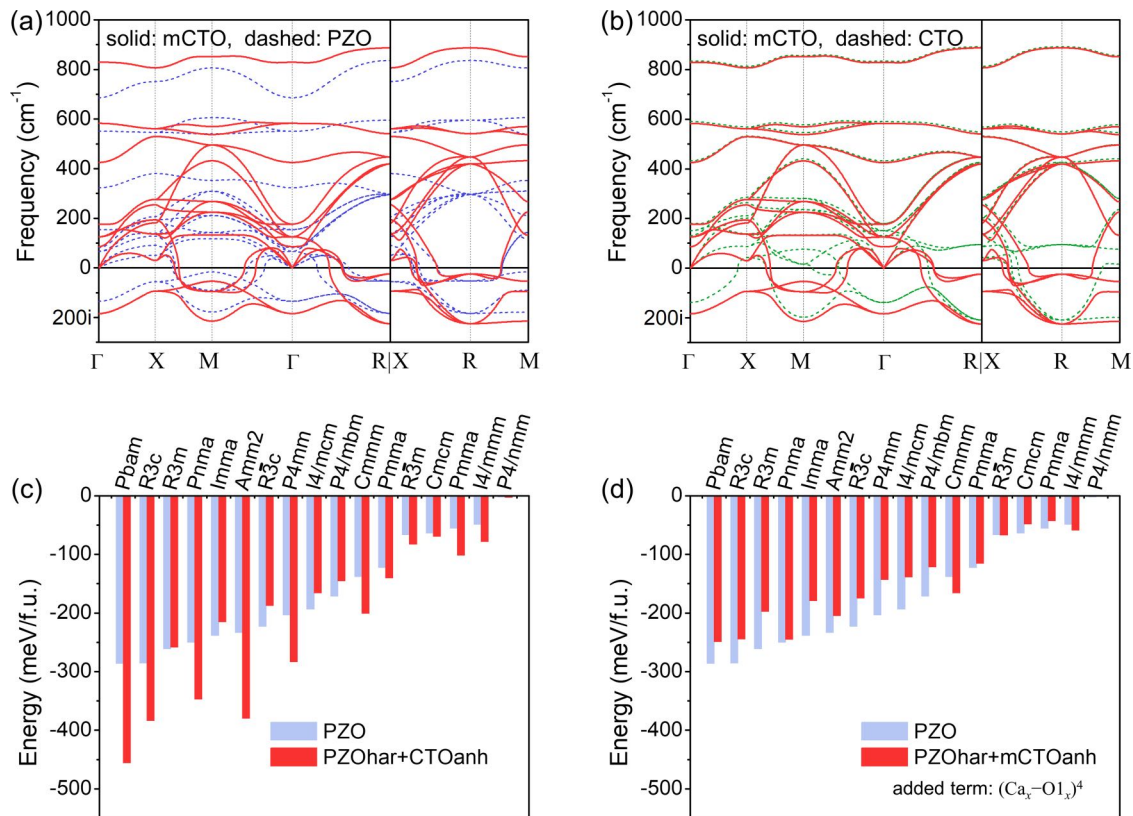 (a)
1000
solid: mCTO, dashed: PZO
800
600
400
200
0
200i
Frequency (cm⁻¹)
Γ X M Γ R|X R M
(b)
1000
solid: mCTO, dashed: CTO
800
600
400
200
0
200i
Frequency (cm⁻¹)
Γ X M Γ R|X R M
(c)
Pbam
R3c
R3m
Pnma
Imma
Amm2
R3̄c
P4mm
I4/mcm
P4/mbm
Cmmm
Pmma
R3̄m
Cmcm
Pmma
I4/mmm
P4/mmm
0
-100
-200
-300
-400
-500
Energy (meV/f.u.)
PZO
PZOhar+CTOanh
(d)
Pbam
R3c
R3m
Pnma
Imma
Amm2
R3̄c
P4mm
I4/mcm
P4/mbm
Cmmm
Pmma
R3̄m
Cmcm
Pmma
I4/mmm
P4/mmm
0
-100
-200
-300
-400
-500
Energy (meV/f.u.)
PZO
PZOhar+mCTOanh
added term: (Caₓ−O1ₓ)⁴